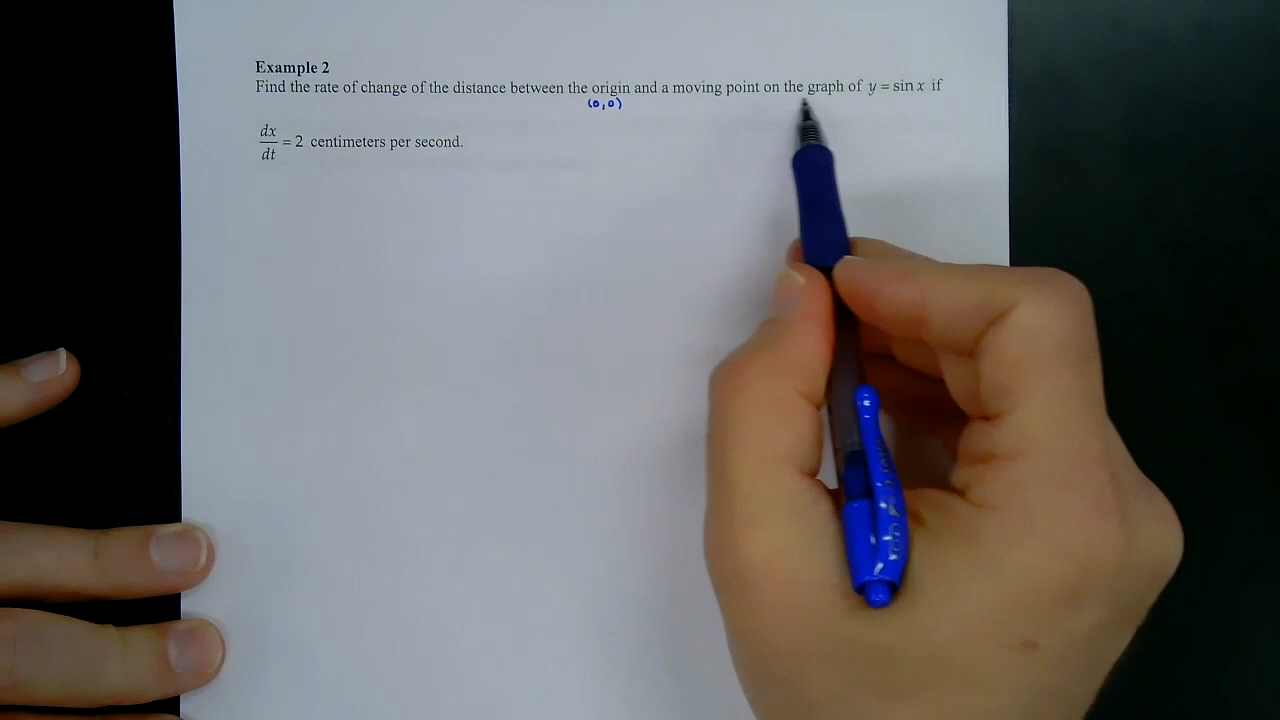 Example 2
Find the rate of change of the distance between the origin and a moving point on the graph of y = sin x if
(0,0)
dx/dt = 2 centimeters per second.